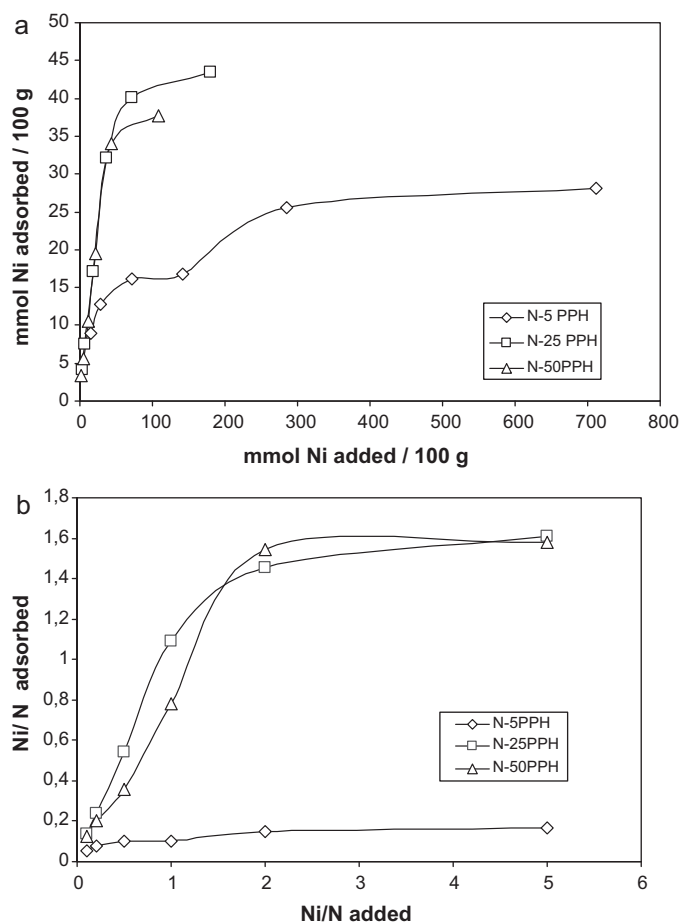 a
mmol Ni adsorbed / 100 g
50
45
40
35
30
25
20
15
10
5
0
0 100 200 300 400 500 600 700 800
mmol Ni added / 100 g
N-5 PPH
N-25 PPH
N-50PPH
b
Ni/ N adsorbed
1,8
1,6
1,4
1,2
1
0,8
0,6
0,4
0,2
0
0 1 2 3 4 5 6
Ni/N added
N-5PPH
N-25PPH
N-50PPH